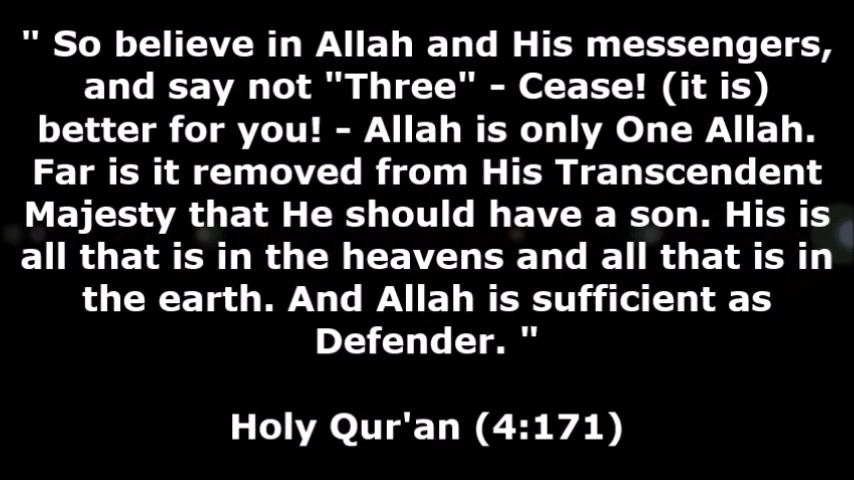 " So believe in Allah and His messengers,
and say not "Three" - Cease! (it is)
better for you! - Allah is only One Allah.
Far is it removed from His Transcendent
Majesty that He should have a son. His is
all that is in the heavens and all that is in
the earth. And Allah is sufficient as
Defender. "
Holy Qur'an (4:171)